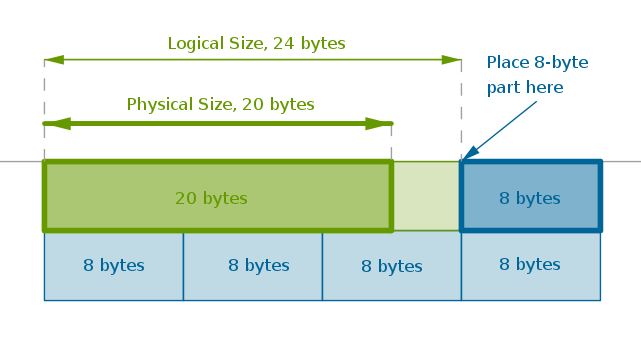 Logical Size, 24 bytes
Place 8-byte
part here
Physical Size, 20 bytes
20 bytes
8 bytes
8 bytes
8 bytes
8 bytes
8 bytes